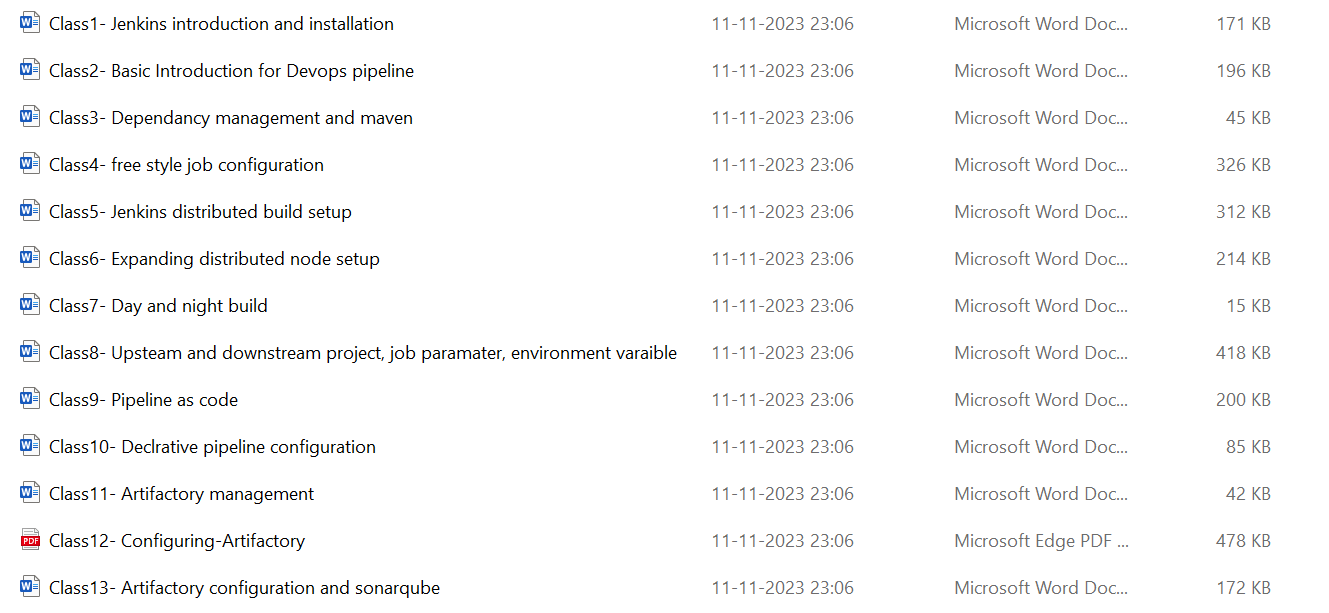 Class1- Jenkins introduction and installation 11-11-2023 23:06 Microsoft Word Doc... 171 KB
Class2- Basic Introduction for Devops pipeline 11-11-2023 23:06 Microsoft Word Doc... 196 KB
Class3- Dependancy management and maven 11-11-2023 23:06 Microsoft Word Doc... 45 KB
Class4- free style job configuration 11-11-2023 23:06 Microsoft Word Doc... 326 KB
Class5- Jenkins distributed build setup 11-11-2023 23:06 Microsoft Word Doc... 312 KB
Class6- Expanding distributed node setup 11-11-2023 23:06 Microsoft Word Doc... 214 KB
Class7- Day and night build 11-11-2023 23:06 Microsoft Word Doc... 15 KB
Class8- Upsteam and downstream project, job paramater, environment varaible 11-11-2023 23:06 Microsoft Word Doc... 418 KB
Class9- Pipeline as code 11-11-2023 23:06 Microsoft Word Doc... 200 KB
Class10- Declrative pipeline configuration 11-11-2023 23:06 Microsoft Word Doc... 85 KB
Class11- Artifactory management 11-11-2023 23:06 Microsoft Word Doc... 42 KB
Class12- Configuring-Artifactory 11-11-2023 23:06 Microsoft Edge PDF ... 478 KB
Class13- Artifactory configuration and sonarqube 11-11-2023 23:06 Microsoft Word Doc... 172 KB